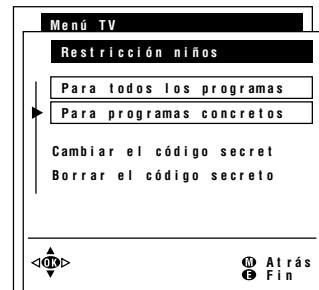 Menú TV
Restricción niños
Para todos los programas
Para programas concretos
Cambiar el código secret
Borrar el código secreto
OK
M Atrás
E Fin